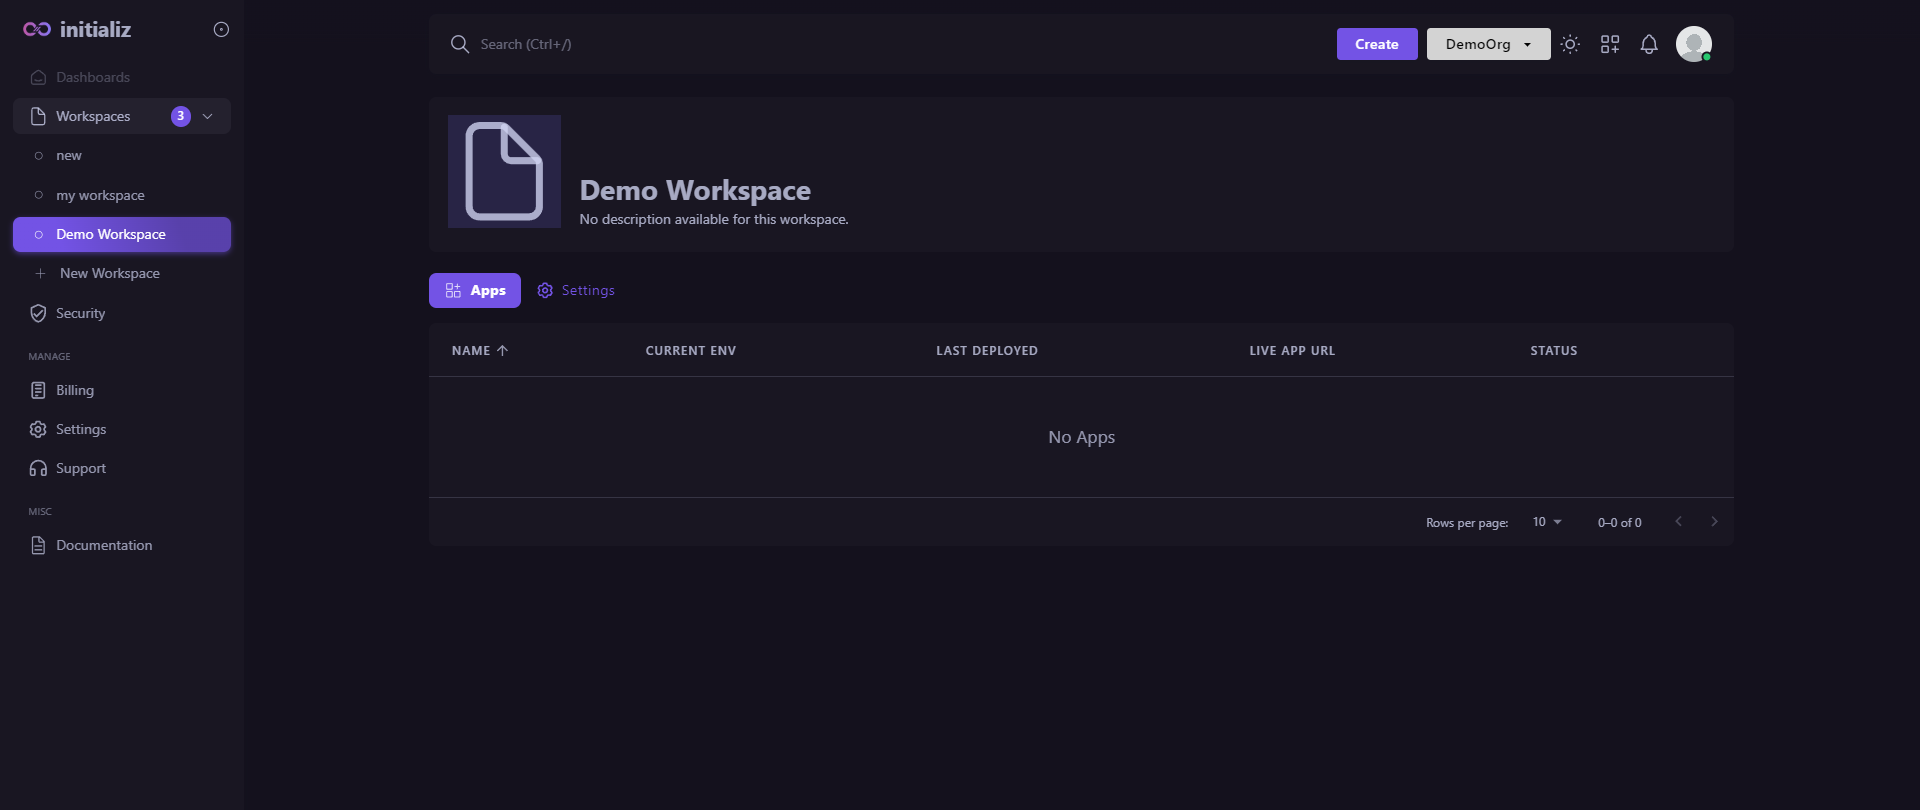 initializ
Dashboards
Workspaces 3
new
my workspace
Demo Workspace
New Workspace
Security
MANAGE
Billing
Settings
Support
MISC
Documentation
Search (Ctrl+/)
Create DemoOrg
Demo Workspace
No description available for this workspace.
Apps Settings
NAME CURRENT ENV LAST DEPLOYED LIVE APP URL STATUS
No Apps
Rows per page: 10 0–0 of 0